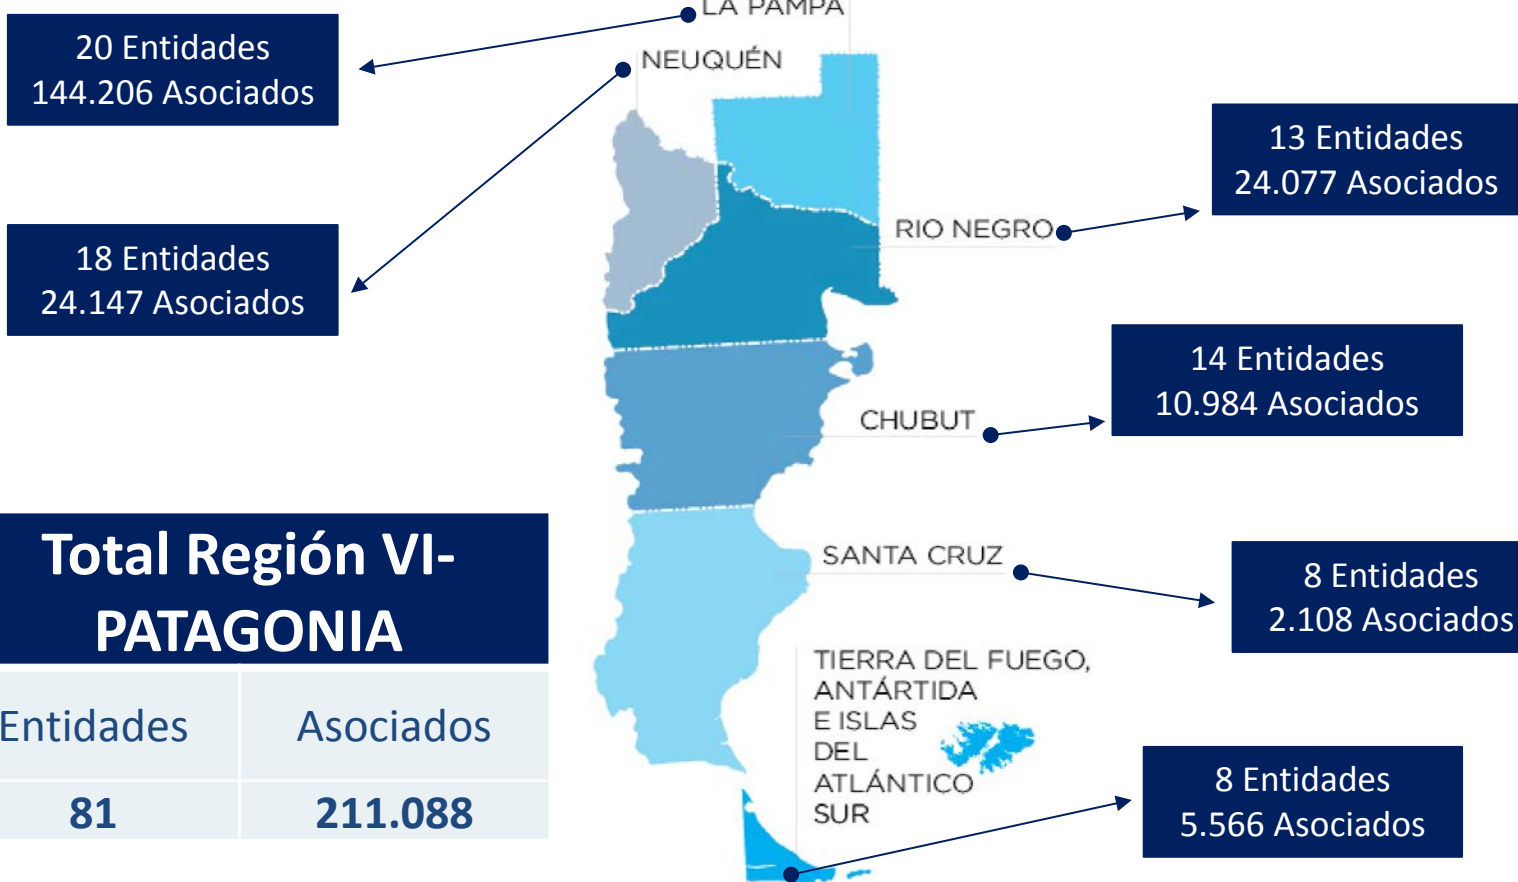 LA PAMPA
20 Entidades
144.206 Asociados
NEUQUÉN
18 Entidades
24.147 Asociados
13 Entidades
24.077 Asociados
RIO NEGRO
14 Entidades
10.984 Asociados
CHUBUT
SANTA CRUZ
8 Entidades
2.108 Asociados
TIERRA DEL FUEGO,
ANTÁRTIDA
E ISLAS
DEL
ATLÁNTICO
SUR
8 Entidades
5.566 Asociados
Total Región VI-
PATAGONIA
Entidades Asociados
81 211.088